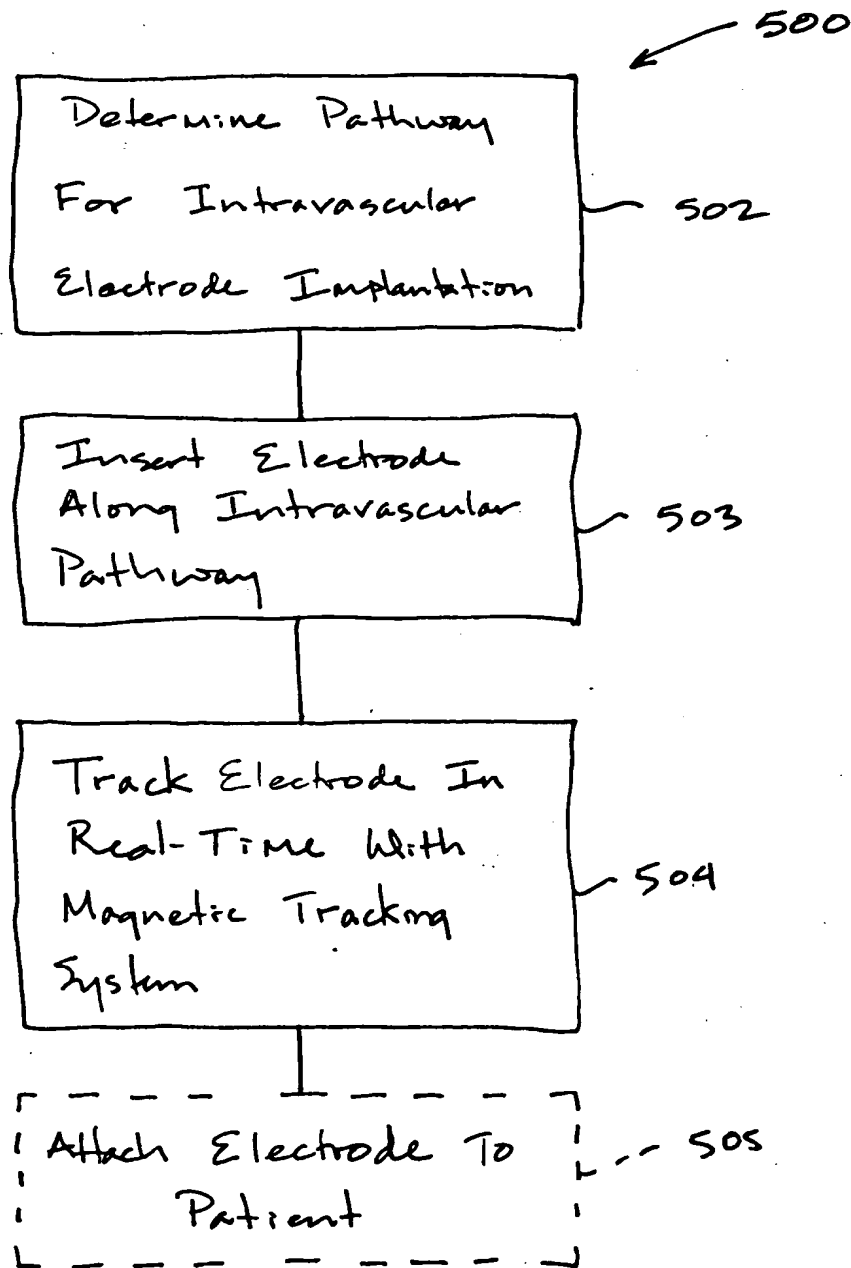 500
Determine Pathway
For Intravascular
Electrode Implantation
502
Insert Electrode
Along Intravascular
Pathway
503
Track Electrode In
Real-Time With
Magnetic Tracking
System
504
Attach Electrode To
Patient
505